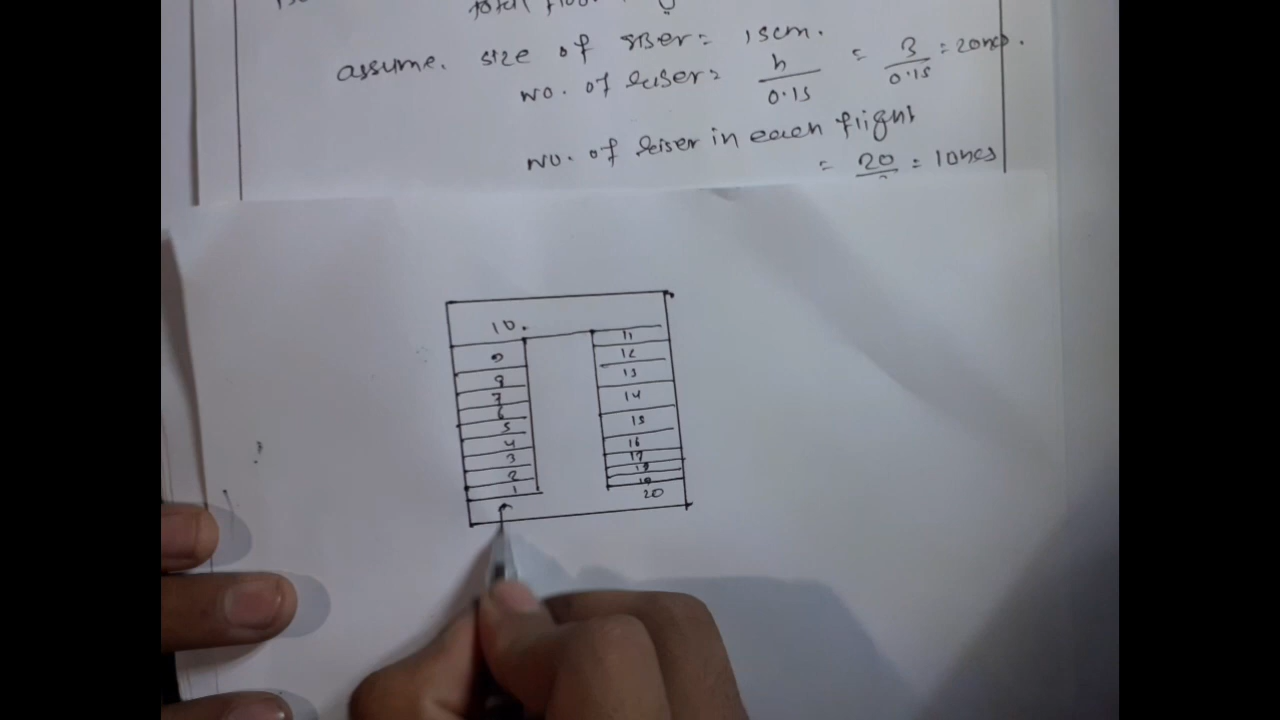 Total floor
assume. size of riser = 15cm.
no. of riser = h / 0.15 = 3 / 0.15 = 20nos.
no. of riser in each flight
= 20 = 10nos
10. 11
9 12
8 13
7 14
6 15
5 16
4 17
3 18
2 19
1 20